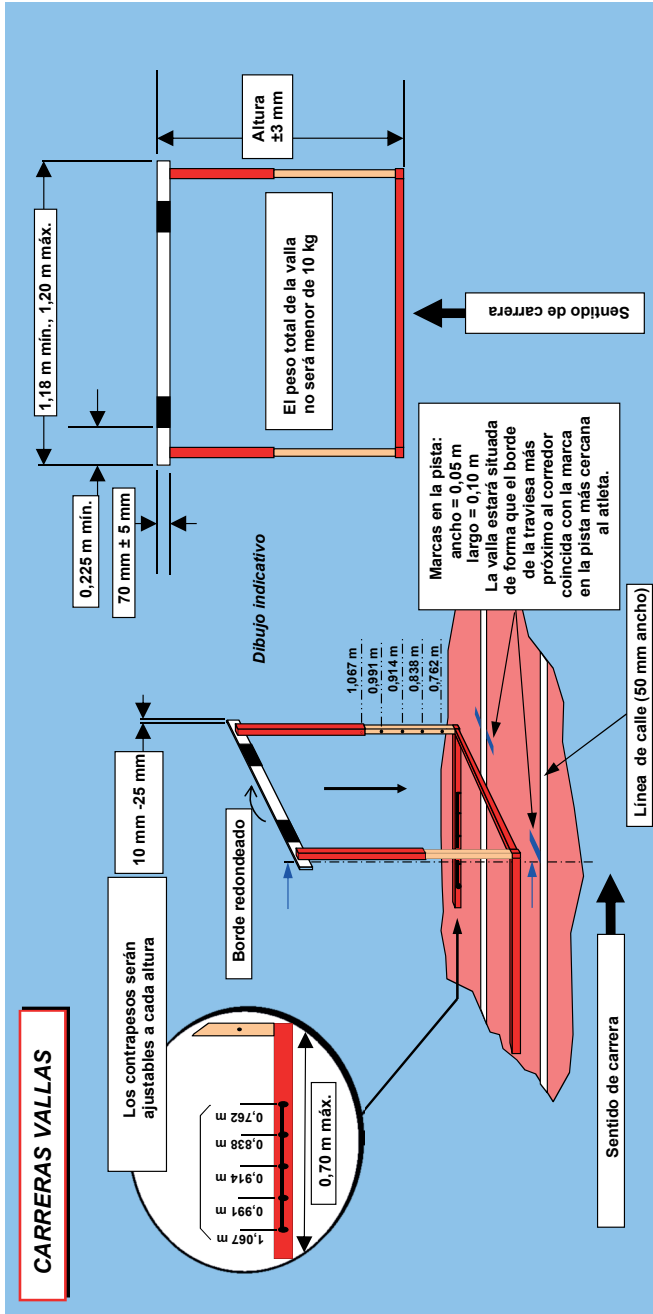 CARRERAS VALLAS
Los contrapesos serán
ajustables a cada altura
10 mm -25 mm
0,225 m mín.
70 mm ± 5 mm
1,18 m mín., 1,20 m máx.
Altura
±3 mm
El peso total de la valla
no será menor de 10 kg
Sentido de carrera
Dibujo indicativo
Borde redondeado
1,067 m
0,991 m
0,914 m
0,838 m
0,762 m
0,70 m máx.
1,067 m
0,991 m
0,914 m
0,838 m
0,762 m
Marcas en la pista:
ancho = 0,05 m
largo = 0,10 m
La valla estará situada
de forma que el borde
de la traviesa más
próximo al corredor
coincida con la marca
en la pista más cercana
al atleta.
Línea de calle (50 mm ancho)
Sentido de carrera